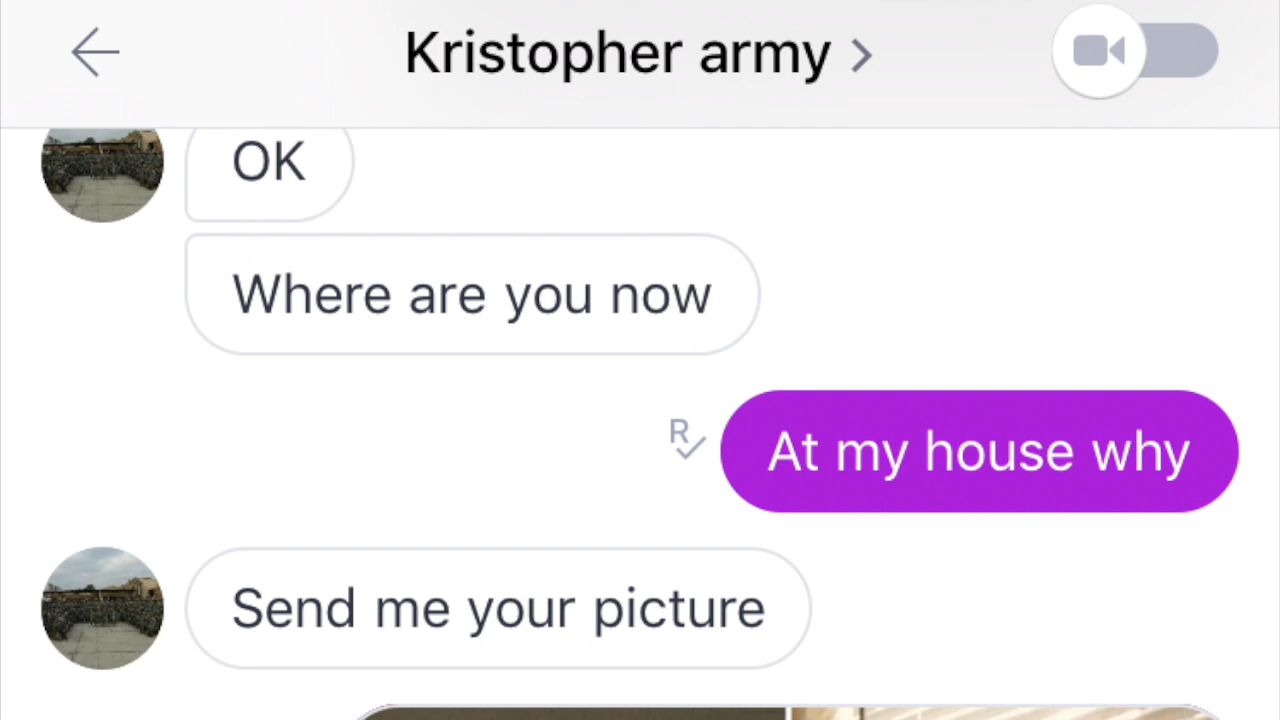 Kristopher army
OK
Where are you now
R
At my house why
Send me your picture